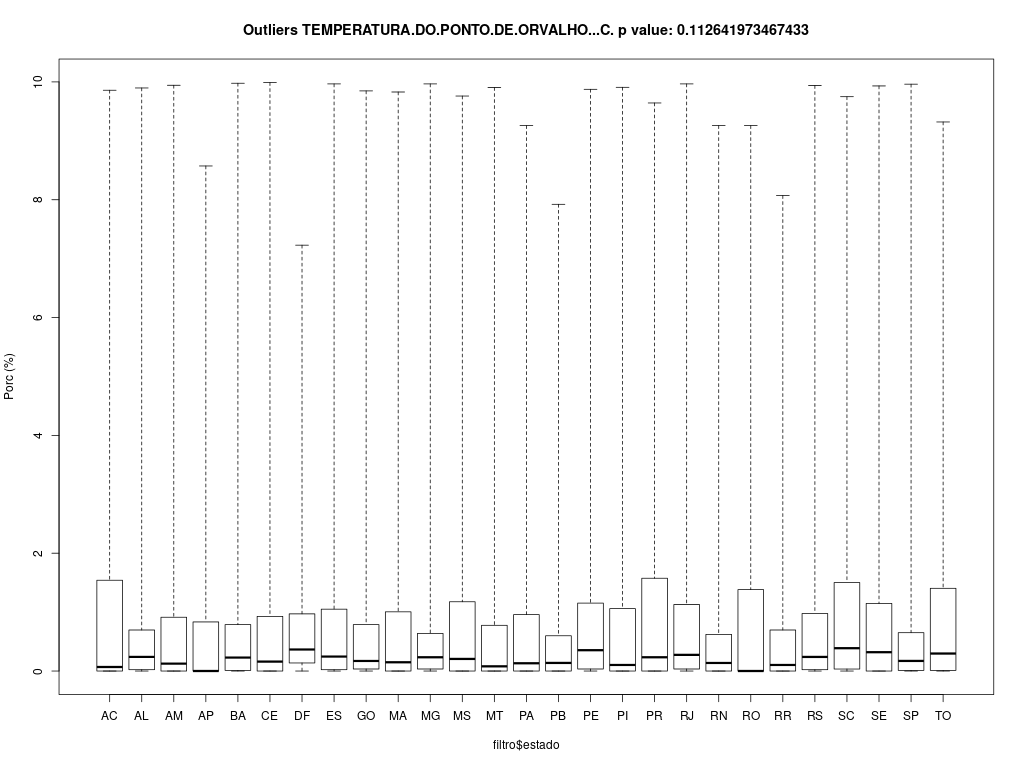 Outliers TEMPERATURA.DO.PONTO.DE.ORVALHO...C. p value: 0.112641973467433
10
8
6
4
2
0
Porc (%)
AC AL AM AP BA CE DF ES GO MA MG MS MT PA PB PE PI PR RJ RN RO RR RS SC SE SP TO
filtro$estado